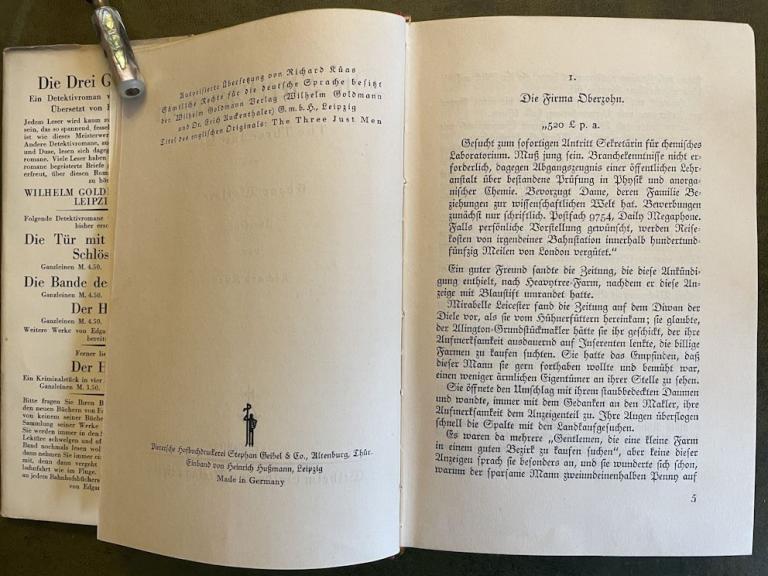 Die Drei G
Ein Detektivroman
Übersetzt von
Jedem Leser wird kaum
sein, das so spannend, fessel
ist wie dieses Meisterwer
Andere Detektivromane,
und Duse, lesen sich dageg
romane. Viele Leser haben
romane begeisterte Briefe
erfreut, über diesen Roman
zu hör
WILHELM GOLD
LEIPZI
Folgende Detektivromane
bisher ersc
Die Tür mit
Schlös
Ganzleinen M. 4.50.
Die Bande de
Ganzleinen M. 4.50.
Der H
Ganzleinen M. 4.50.
Weitere Werke von Edga
bereit
Ferner lie
Der H
Ein Kriminalstück in vier
Ganzleinen M. 3.50.
Bitte fragen Sie Ihren B
den neuen Büchern von E
von keinem seiner Büche
Sammlung seiner Werke
Sie werden immer in den
Lektüre schwelgen und
Band nochmals lesen wol
dann nehmen Sie immer ei
mit, denn dann vergeht
bahnfahrt wie im Fluge.
an jedem Bahnhofsbüchers
von Edgar
Autorisierte Übersetzung von Richard Küas
Sämtliche Rechte für die deutsche Sprache besitzt
der Wilhelm Goldmann Verlag (Wilhelm Goldmann
und Dr. Erich Auckenthaler) G. m. b. H., Leipzig
Titel des englischen Originals: The Three Just Men
Pierersche Hofbuchdruckerei Stephan Geibel & Co., Altenburg, Thür.
Einband von Heinrich Hußmann, Leipzig
Made in Germany
1.
Die Firma Oberzohn.
„520 £ p. a.
Gesucht zum sofortigen Antritt Sekretärin für chemisches
Laboratorium. Muß jung sein. Branchekenntnisse nicht er-
forderlich, dagegen Abgangszeugnis einer öffentlichen Lehr-
anstalt über bestandene Prüfung in Physik und anorga-
nischer Chemie. Bevorzugt Dame, deren Familie Be-
ziehungen zur wissenschaftlichen Welt hat. Bewerbungen
zunächst nur schriftlich. Postfach 9754, Daily Megaphone.
Falls persönliche Vorstellung gewünscht, werden Reise-
kosten von irgendeiner Bahnstation innerhalb hundertund-
fünfzig Meilen von London vergütet.“
Ein guter Freund sandte die Zeitung, die diese Ankündi-
gung enthielt, nach Heavytree-Farm, nachdem er diese An-
zeige mit Blaustift umrandet hatte.
Mirabelle Leicester fand die Zeitung auf dem Diwan der
Diele vor, als sie vom Hühnerfüttern hereinkam; sie glaubte,
der Alington-Grundstückmakler hätte sie ihr geschickt, der ihre
Aufmerksamkeit ausdauernd auf Inserenten lenkte, die billige
Farmen zu kaufen suchten. Sie hatte das Empfinden, daß
dieser Mann sie gern forthaben wollte und bemüht war,
einen weniger ärmlichen Eigentümer an ihrer Stelle zu sehen.
Sie öffnete den Umschlag mit ihrem staubbedeckten Daumen
und wandte, immer mit dem Gedanken an den Makler, ihre
Aufmerksamkeit dem Anzeigenteil zu. Ihre Augen überflogen
schnell die Spalte mit den Landkaufgesuchen.
Es waren da mehrere „Gentlemen, die eine kleine Farm
in einem guten Bezirk zu kaufen suchen“, aber keine dieser
Anzeigen sprach sie besonders an, und sie wunderte sich schon,
warum der sparsame Mann zweiundeinenhalben Penny auf
5